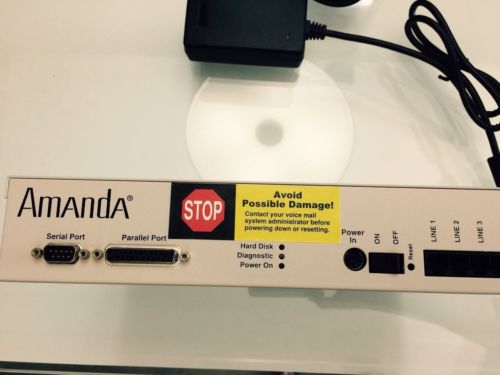 AMANDA®
STOP
Avoid
Possible Damage!
Contact your voice mail
system administrator before
powering down or resetting.
Serial Port
Parallel Port
Hard Disk
Diagnostic
Power On
Power
In
ON
OFF
Reset
LINE 1
LINE 2
LINE 3